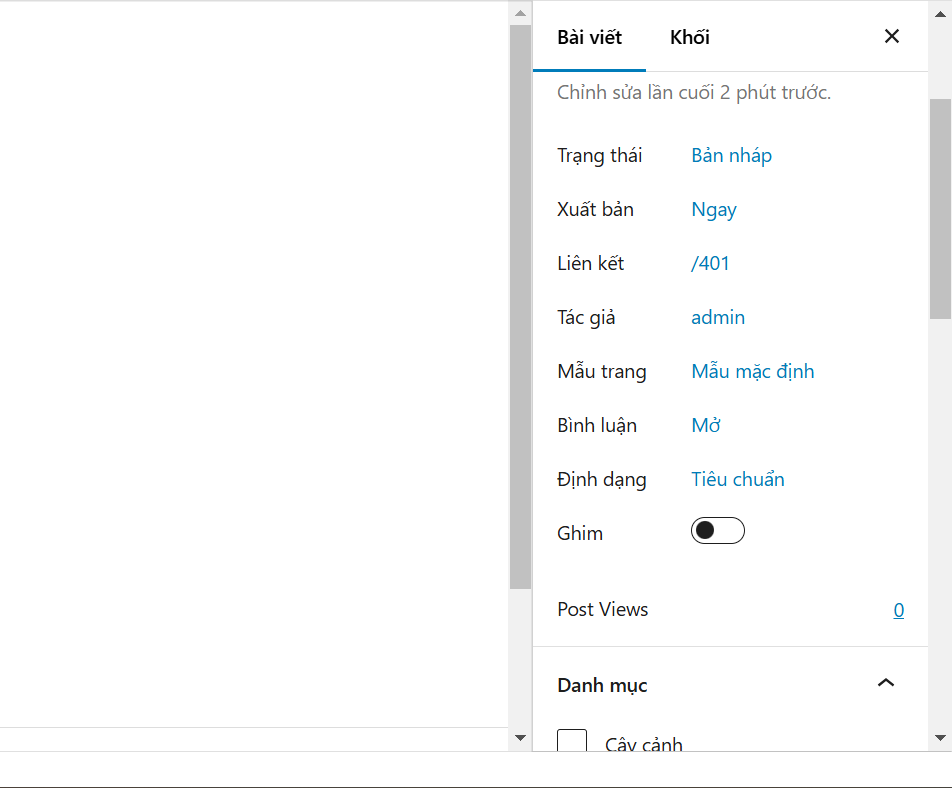 Bài viết Khối
Chỉnh sửa lần cuối 2 phút trước.
Trạng thái Bản nháp
Xuất bản Ngay
Liên kết /401
Tác giả admin
Mẫu trang Mẫu mặc định
Bình luận Mở
Định dạng Tiêu chuẩn
Ghim
Post Views 0
Danh mục
Cây cảnh